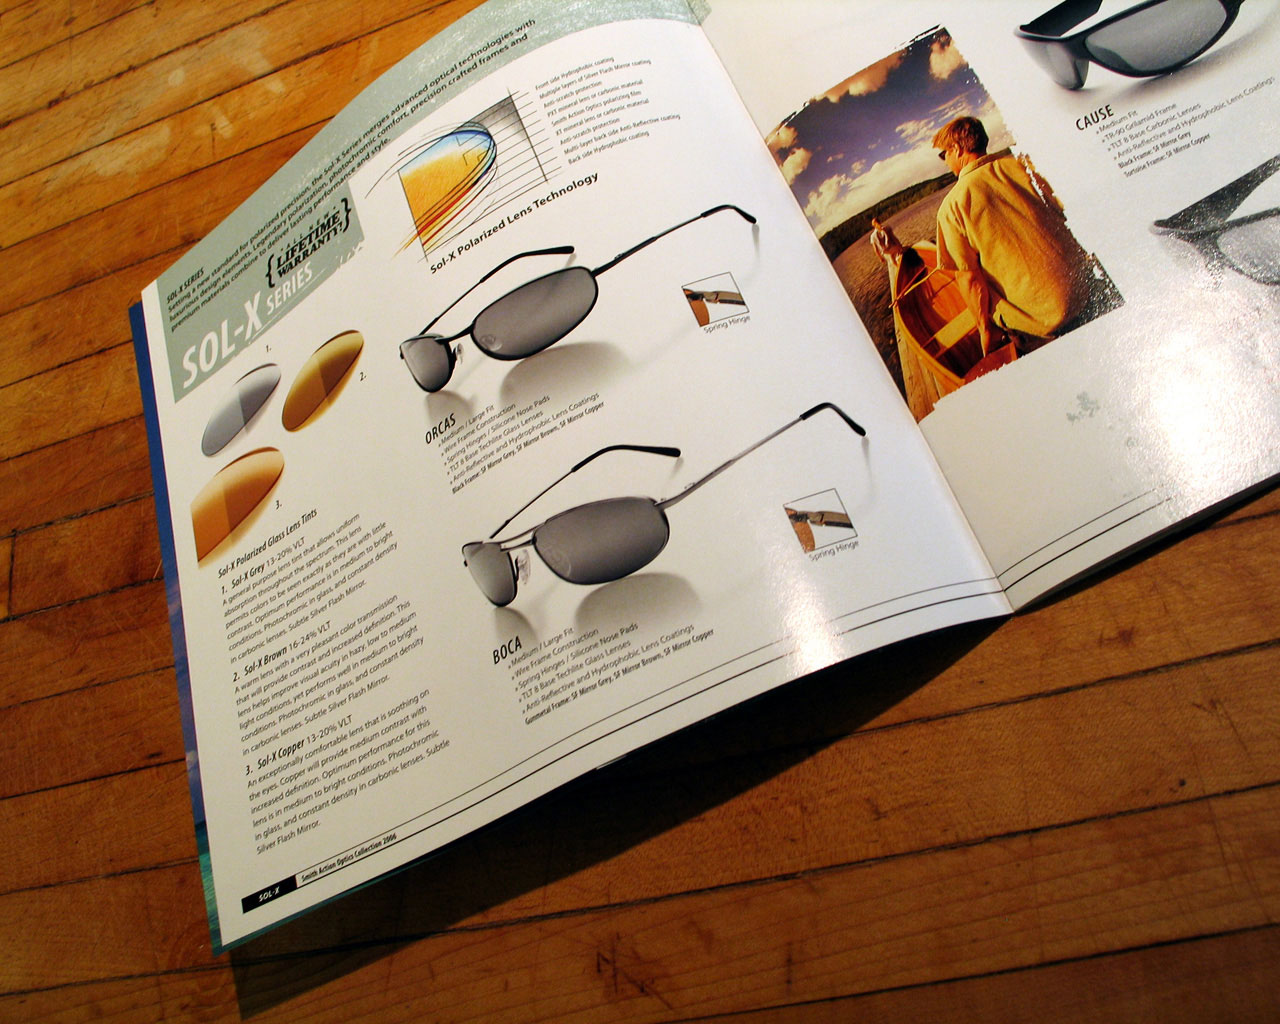 SOL-X SERIES
Setting a new standard for polarized precision, the Sol-X Series merges advanced optical technologies with
luxurious design elements. Legendary polarization, photochromic comfort, precision crafted frames and
premium materials combine to deliver lasting performance and style.
{LIFETIME
WARRANTY!}
SOL-X SERIES
Front side Hydrophobic coating
Multiple layers of Silver Flash Mirror coating
Anti-scratch protection
PXT mineral lens or carbonic material
Smith Action Optics polarizing film
XT mineral lens or carbonic material
Anti-scratch protection
Multi-layer back side Anti Reflective coating
Back side Hydrophobic coating
Sol-X Polarized Lens Technology
1.
2.
3.
Spring Hinge
ORCAS
» Medium / Large Fit
» Wire Frame Construction
» Spring Hinges / Silicone Nose Pads
» TLT 8 Base Techlite Glass Lenses
» Anti-Reflective and Hydrophobic Lens Coatings
Black Frame: SF Mirror Grey, SF Mirror Brown, SF Mirror Copper
Spring Hinge
BOCA
» Medium / Large Fit
» Wire Frame Construction
» Spring Hinges / Silicone Nose Pads
» TLT 8 Base Techlite Glass Lenses
» Anti-Reflective and Hydrophobic Lens Coatings
Gunmetal Frame: SF Mirror Grey, SF Mirror Brown, SF Mirror Copper
Sol-X Polarized Glass Lens Tints
1. Sol-X Grey 13-20% VLT
A general purpose lens tint that allows uniform
absorption throughout the spectrum. This lens
permits colors to be seen exactly as they are with little
contrast. Optimum performance is in medium to bright
conditions. Photochromic in glass, and constant density
in carbonic lenses. Subtle Silver Flash Mirror.
2. Sol-X Brown 16-24% VLT
A warm lens with a very pleasant color transmission
that will provide contrast and increased definition. This
lens helps improve visual acuity in hazy, low to medium
light conditions, yet performs well in medium to bright
conditions. Photochromic in glass, and constant density
in carbonic lenses. Subtle Silver Flash Mirror.
3. Sol-X Copper 13-20% VLT
An exceptionally comfortable lens that is soothing on
the eyes. Copper will provide medium contrast with
increased definition. Optimum performance for this
lens is in medium to bright conditions. Photochromic
in glass, and constant density in carbonic lenses. Subtle
Silver Flash Mirror.
SOL-X Smith Action Optics Collection 2006
CAUSE
» Medium Fit
» TR-90 Grilamid Frame
» TLT 8 Base Carbonic Lenses
» Anti-Reflective and Hydrophobic Lens Coatings
Black Frame: SF Mirror Grey
Tortoise Frame: SF Mirror Copper